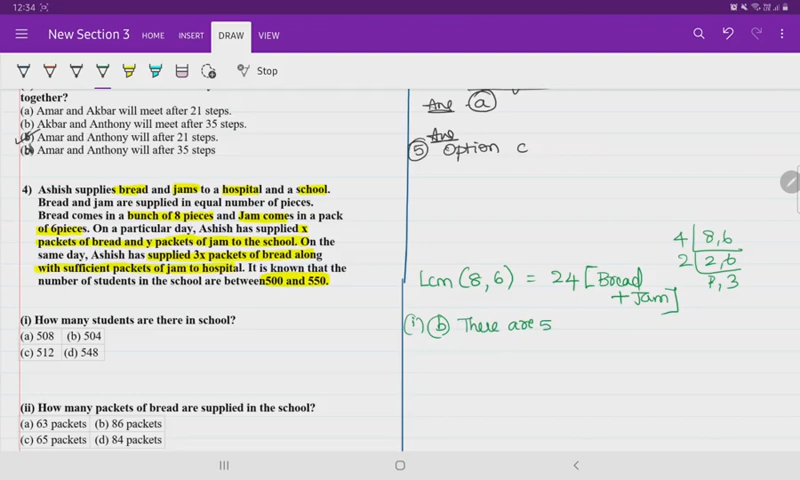 12:34
New Section 3 HOME INSERT DRAW VIEW
Stop
together?
(a) Amar and Akbar will meet after 21 steps.
(b) Akbar and Anthony will meet after 35 steps.
Amar and Anthony will after 21 steps.
Amar and Anthony will after 35 steps
4) Ashish supplies bread and jams to a hospital and a school.
Bread and jam are supplied in equal number of pieces.
Bread comes in a bunch of 8 pieces and Jam comes in a pack
of 6pieces. On a particular day, Ashish has supplied x
packets of bread and y packets of jam to the school. On the
same day, Ashish has supplied 3x packets of bread along
with sufficient packets of jam to hospital. It is known that the
number of students in the school are between500 and 550.
(i) How many students are there in school?
(a) 508 (b) 504
(c) 512 (d) 548
(ii) How many packets of bread are supplied in the school?
(a) 63 packets (b) 86 packets
(c) 65 packets (d) 84 packets
Ans (a)
Ans
(5) Option c
4 | 8, 6
2 | 2, 6
1, 3
Lcm (8, 6) = 24 [Bread
+ Jam]
(i) (b) There are 5